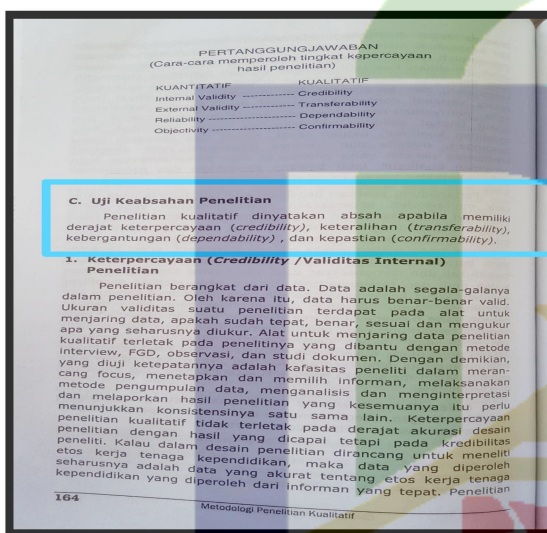 PERTANGGUNGJAWABAN
(Cara-cara memperoleh tingkat kepercayaan
hasil penelitian)
KUANTITATIF KUALITATIF
Internal Validity ------------- Credibility
External Validity ------------- Transferability
Reliability --------------------- Dependability
Objectivity --------------------- Confirmability
C. Uji Keabsahan Penelitian
Penelitian kualitatif dinyatakan absah apabila memiliki
derajat keterpercayaan (credibility), keteralihan (transferability),
kebergantungan (dependability) , dan kepastian (confirmability).
1. Keterpercayaan (Credibility /Validitas Internal)
Penelitian
Penelitian berangkat dari data. Data adalah segala-galanya
dalam penelitian. Oleh karena itu, data harus benar-benar valid.
Ukuran validitas suatu penelitian terdapat pada alat untuk
menjaring data, apakah sudah tepat, benar, sesuai dan mengukur
apa yang seharusnya diukur. Alat untuk menjaring data penelitian
kualitatif terletak pada penelitinya yang dibantu dengan metode
interview, FGD, observasi, dan studi dokumen. Dengan demikian,
yang diuji ketepatannya adalah kafasitas peneliti dalam meran-
cang focus, menetapkan dan memilih informan, melaksanakan
metode pengumpulan data, menganalisis dan menginterpretasi
dan melaporkan hasil penelitian yang kesemuanya itu perlu
menunjukkan konsistensinya satu sama lain. Keterpercayaan
penelitian kualitatif tidak terletak pada derajat akurasi desain
penelitian dengan hasil yang dicapai tetapi pada kredibilitas
peneliti. Kalau dalam desain penelitian dirancang untuk meneliti
etos kerja tenaga kependidikan, maka data yang diperoleh
seharusnya adalah data yang akurat tentang etos kerja tenaga
kependidikan yang diperoleh dari informan yang tepat. Penelitian
164
Metodologi Penelitian Kualitatif